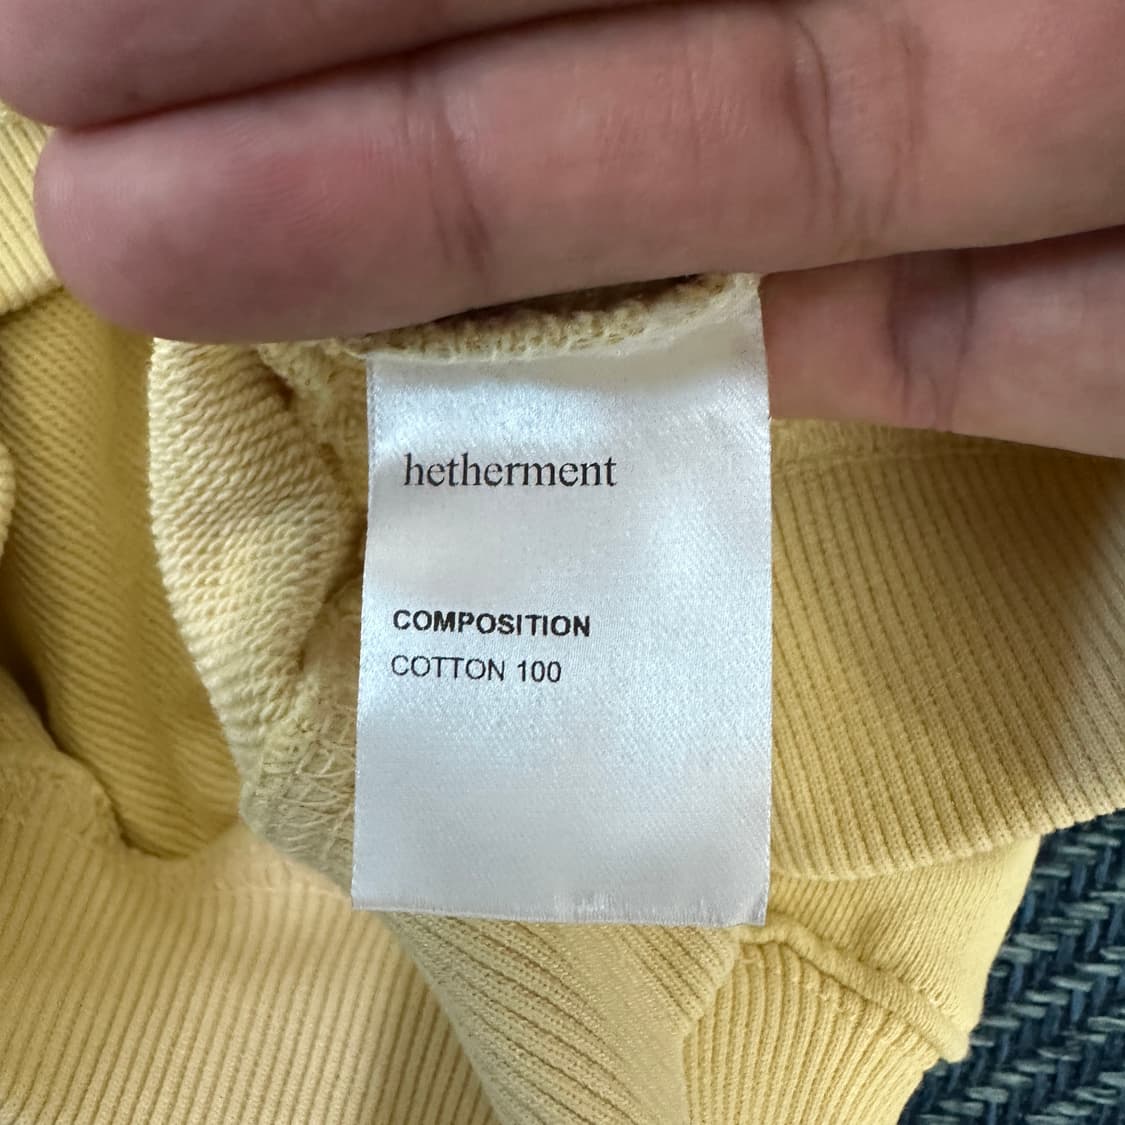 hetherment
COMPOSITION
COTTON 100